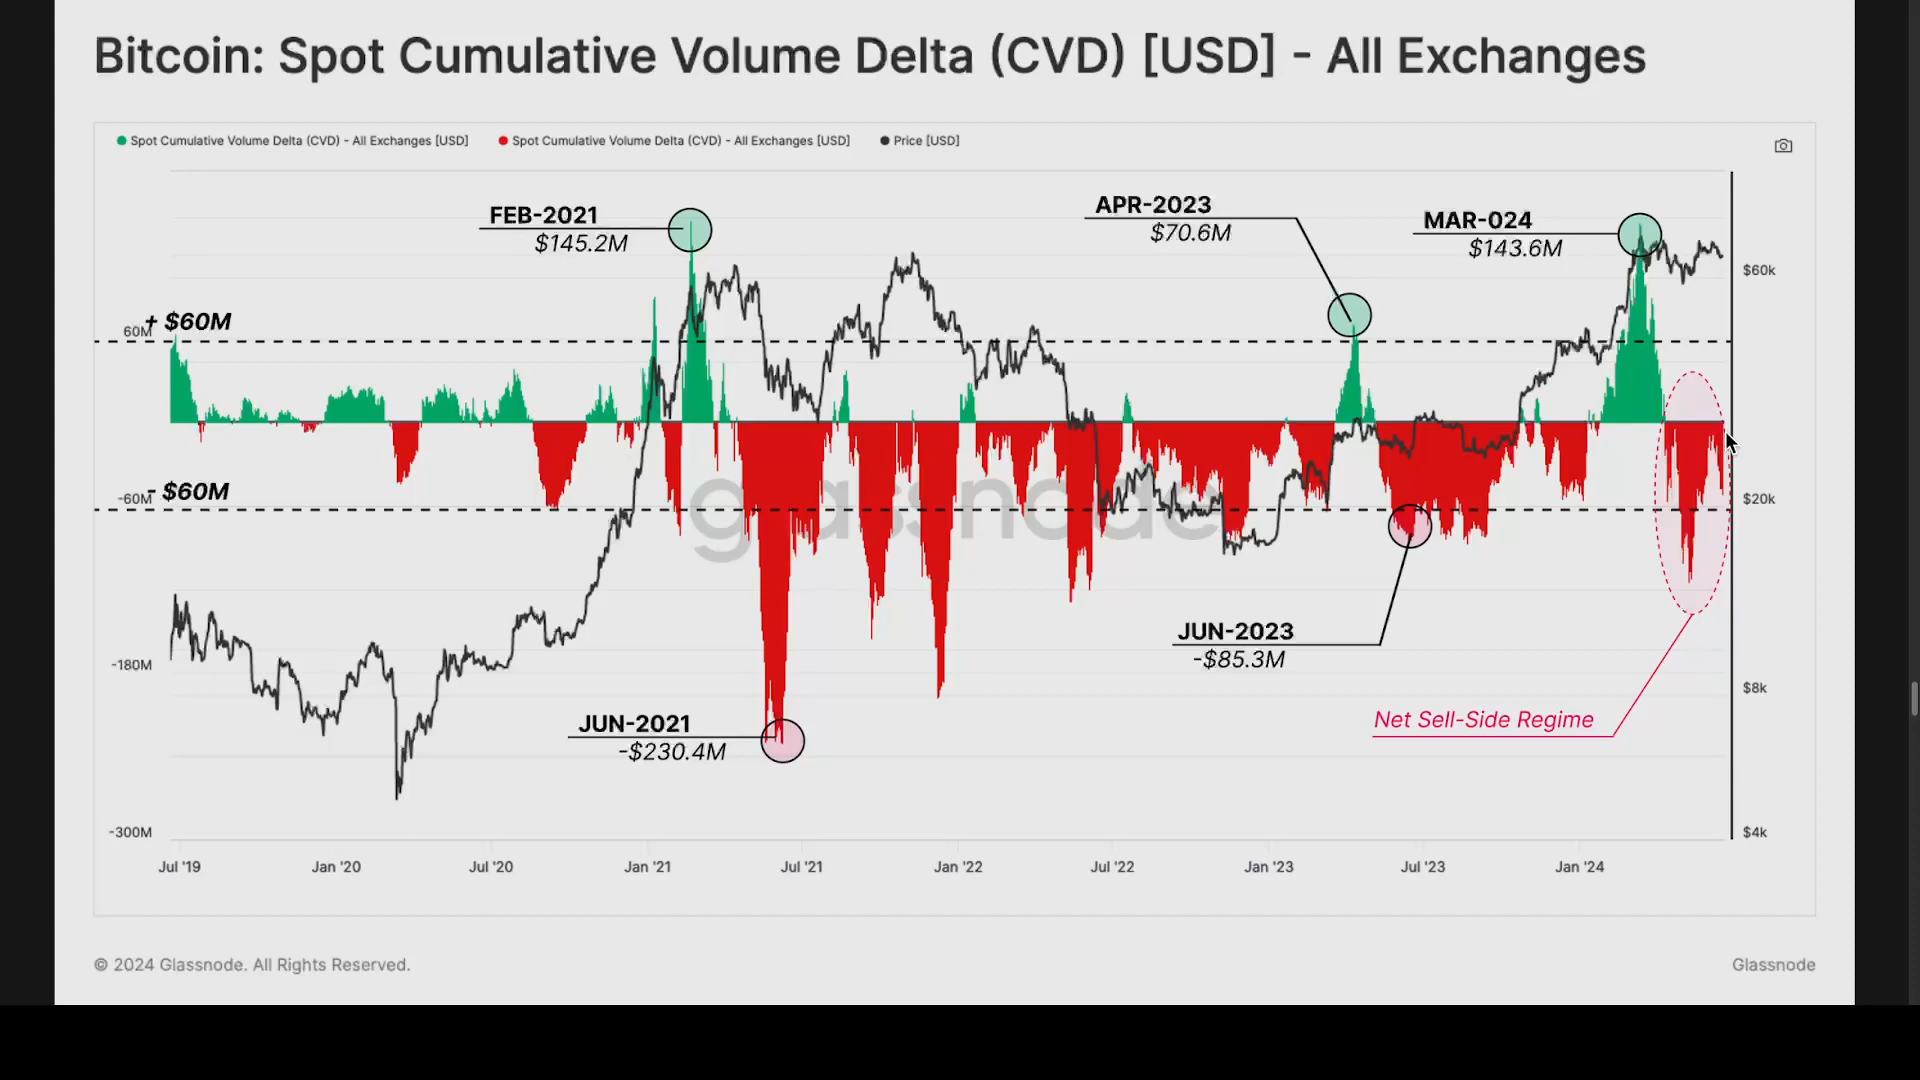 Bitcoin: Spot Cumulative Volume Delta (CVD) [USD] - All Exchanges
Spot Cumulative Volume Delta (CVD) - All Exchanges [USD] Spot Cumulative Volume Delta (CVD) - All Exchanges [USD] Price [USD]
FEB-2021
$145.2M
APR-2023
$70.6M
MAR-024
$143.6M
$60k
60M
+ $60M
-60M
- $60M
glassnode
$20k
JUN-2023
-$85.3M
-180M
$8k
Net Sell-Side Regime
JUN-2021
-$230.4M
-300M
$4k
Jul '19 Jan '20 Jul '20 Jan '21 Jul '21 Jan '22 Jul '22 Jan '23 Jul '23 Jan '24
© 2024 Glassnode. All Rights Reserved. Glassnode